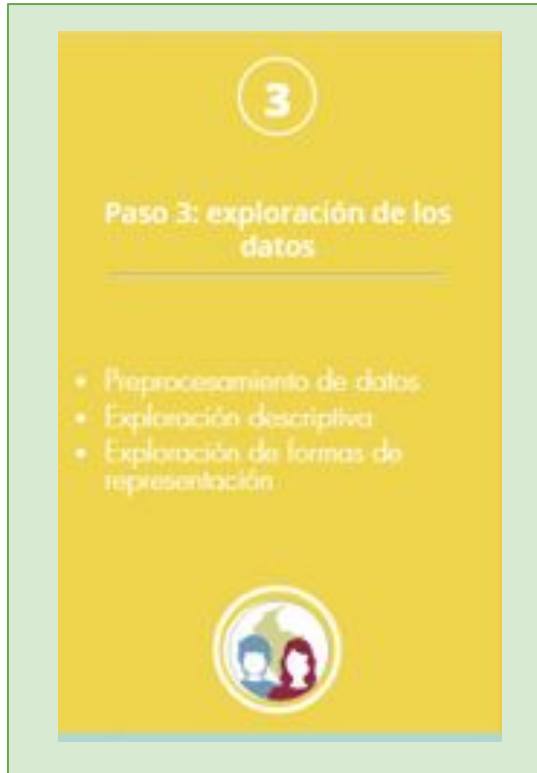 3
Paso 3: exploración de los
datos
• Preprocesamiento de datos
• Exploración descriptiva
• Exploración de formas de
representación